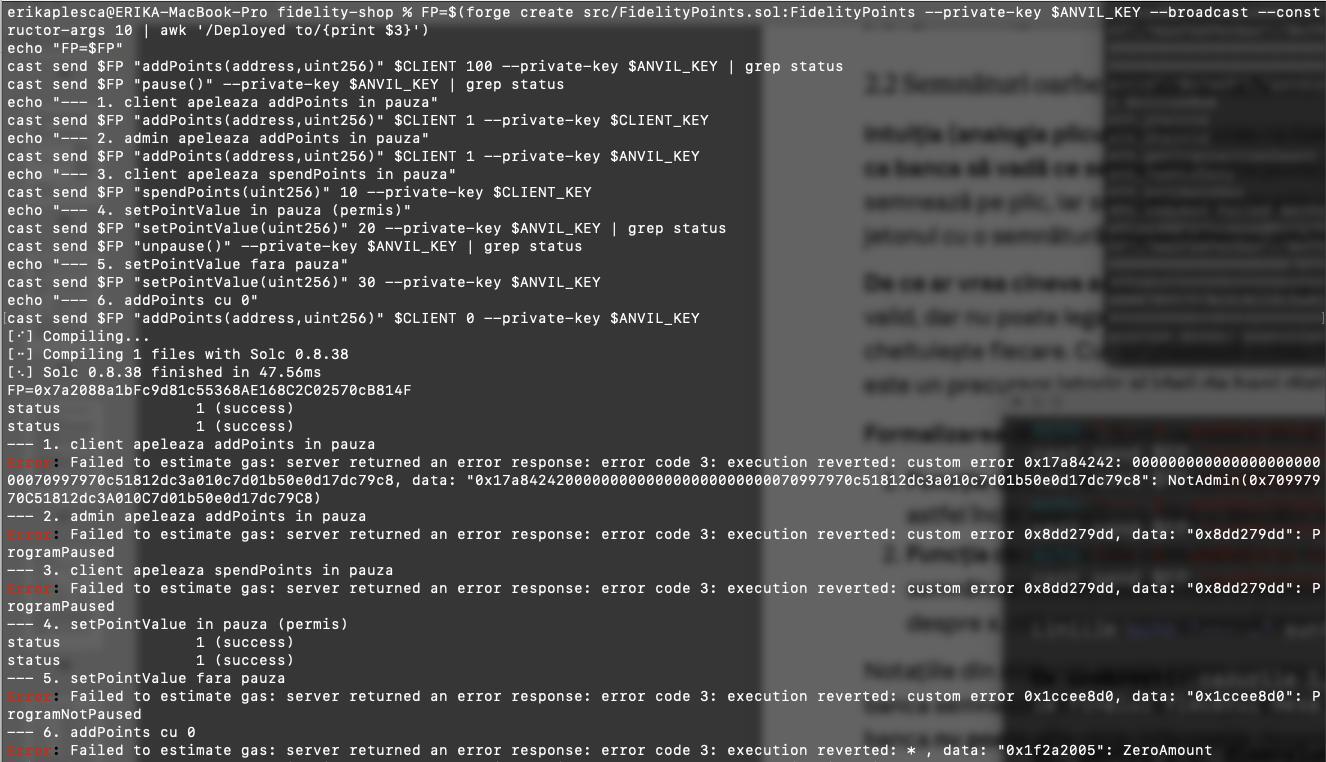 erikaplesca@ERIKA-MacBook-Pro fidelity-shop % FP=$(forge create src/FidelityPoints.sol:FidelityPoints --private-key $ANVIL_KEY --broadcast --const
ructor-args 10 | awk '/Deployed to/{print $3}')
echo "FP=$FP"
cast send $FP "addPoints(address,uint256)" $CLIENT 100 --private-key $ANVIL_KEY | grep status
cast send $FP "pause()" --private-key $ANVIL_KEY | grep status
echo "--- 1. client apeleaza addPoints in pauza"
cast send $FP "addPoints(address,uint256)" $CLIENT 1 --private-key $CLIENT_KEY
echo "--- 2. admin apeleaza addPoints in pauza"
cast send $FP "addPoints(address,uint256)" $CLIENT 1 --private-key $ANVIL_KEY
echo "--- 3. client apeleaza spendPoints in pauza"
cast send $FP "spendPoints(uint256)" 10 --private-key $CLIENT_KEY
echo "--- 4. setPointValue in pauza (permis)"
cast send $FP "setPointValue(uint256)" 20 --private-key $ANVIL_KEY | grep status
cast send $FP "unpause()" --private-key $ANVIL_KEY | grep status
echo "--- 5. setPointValue fara pauza"
cast send $FP "setPointValue(uint256)" 30 --private-key $ANVIL_KEY
echo "--- 6. addPoints cu 0"
cast send $FP "addPoints(address,uint256)" $CLIENT 0 --private-key $ANVIL_KEY
[⠊] Compiling...
[⠒] Compiling 1 files with Solc 0.8.38
[⠢] Solc 0.8.38 finished in 47.56ms
FP=0x7a2088a1bFc9d81c55368AE168C2C02570cB814F
status               1 (success)
status               1 (success)
--- 1. client apeleaza addPoints in pauza
Error: Failed to estimate gas: server returned an error response: error code 3: execution reverted: custom error 0x17a84242: 000000000000000000000
00070997970c51812dc3a010c7d01b50e0d17dc79c8, data: "0x17a8424200000000000000000000000070997970c51812dc3a010c7d01b50e0d17dc79c8": NotAdmin(0x709979
70C51812dc3A010C7d01b50e0d17dc79C8)
--- 2. admin apeleaza addPoints in pauza
Error: Failed to estimate gas: server returned an error response: error code 3: execution reverted: custom error 0x8dd279dd, data: "0x8dd279dd": P
rogramPaused
--- 3. client apeleaza spendPoints in pauza
Error: Failed to estimate gas: server returned an error response: error code 3: execution reverted: custom error 0x8dd279dd, data: "0x8dd279dd": P
rogramPaused
--- 4. setPointValue in pauza (permis)
status               1 (success)
status               1 (success)
--- 5. setPointValue fara pauza
Error: Failed to estimate gas: server returned an error response: error code 3: execution reverted: custom error 0x1ccee8d0, data: "0x1ccee8d0": P
rogramNotPaused
--- 6. addPoints cu 0
Error: Failed to estimate gas: server returned an error response: error code 3: execution reverted: * , data: "0x1f2a2005": ZeroAmount